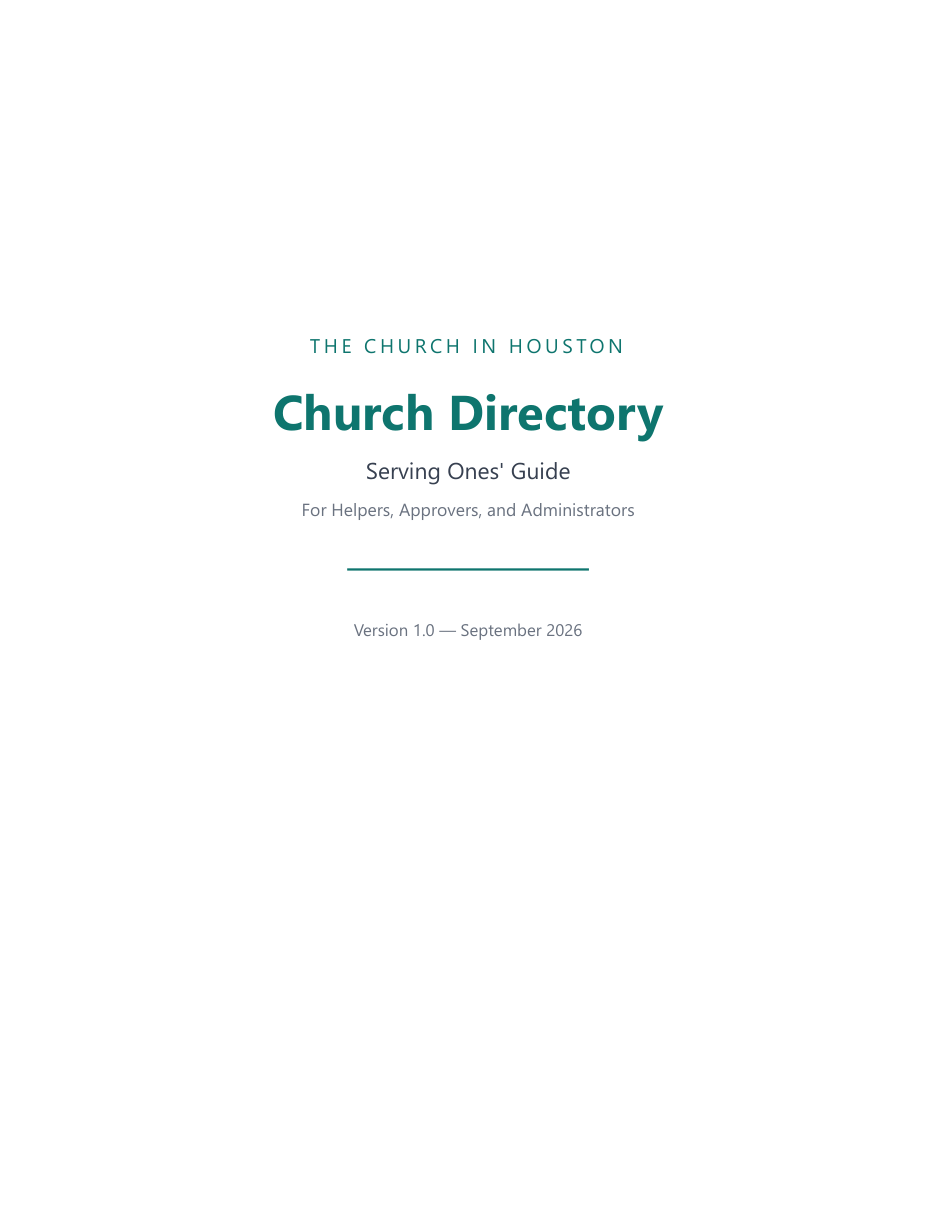 THE CHURCH IN HOUSTON
Church Directory
Serving Ones' Guide
For Helpers, Approvers, and Administrators
Version 1.0 — September 2026